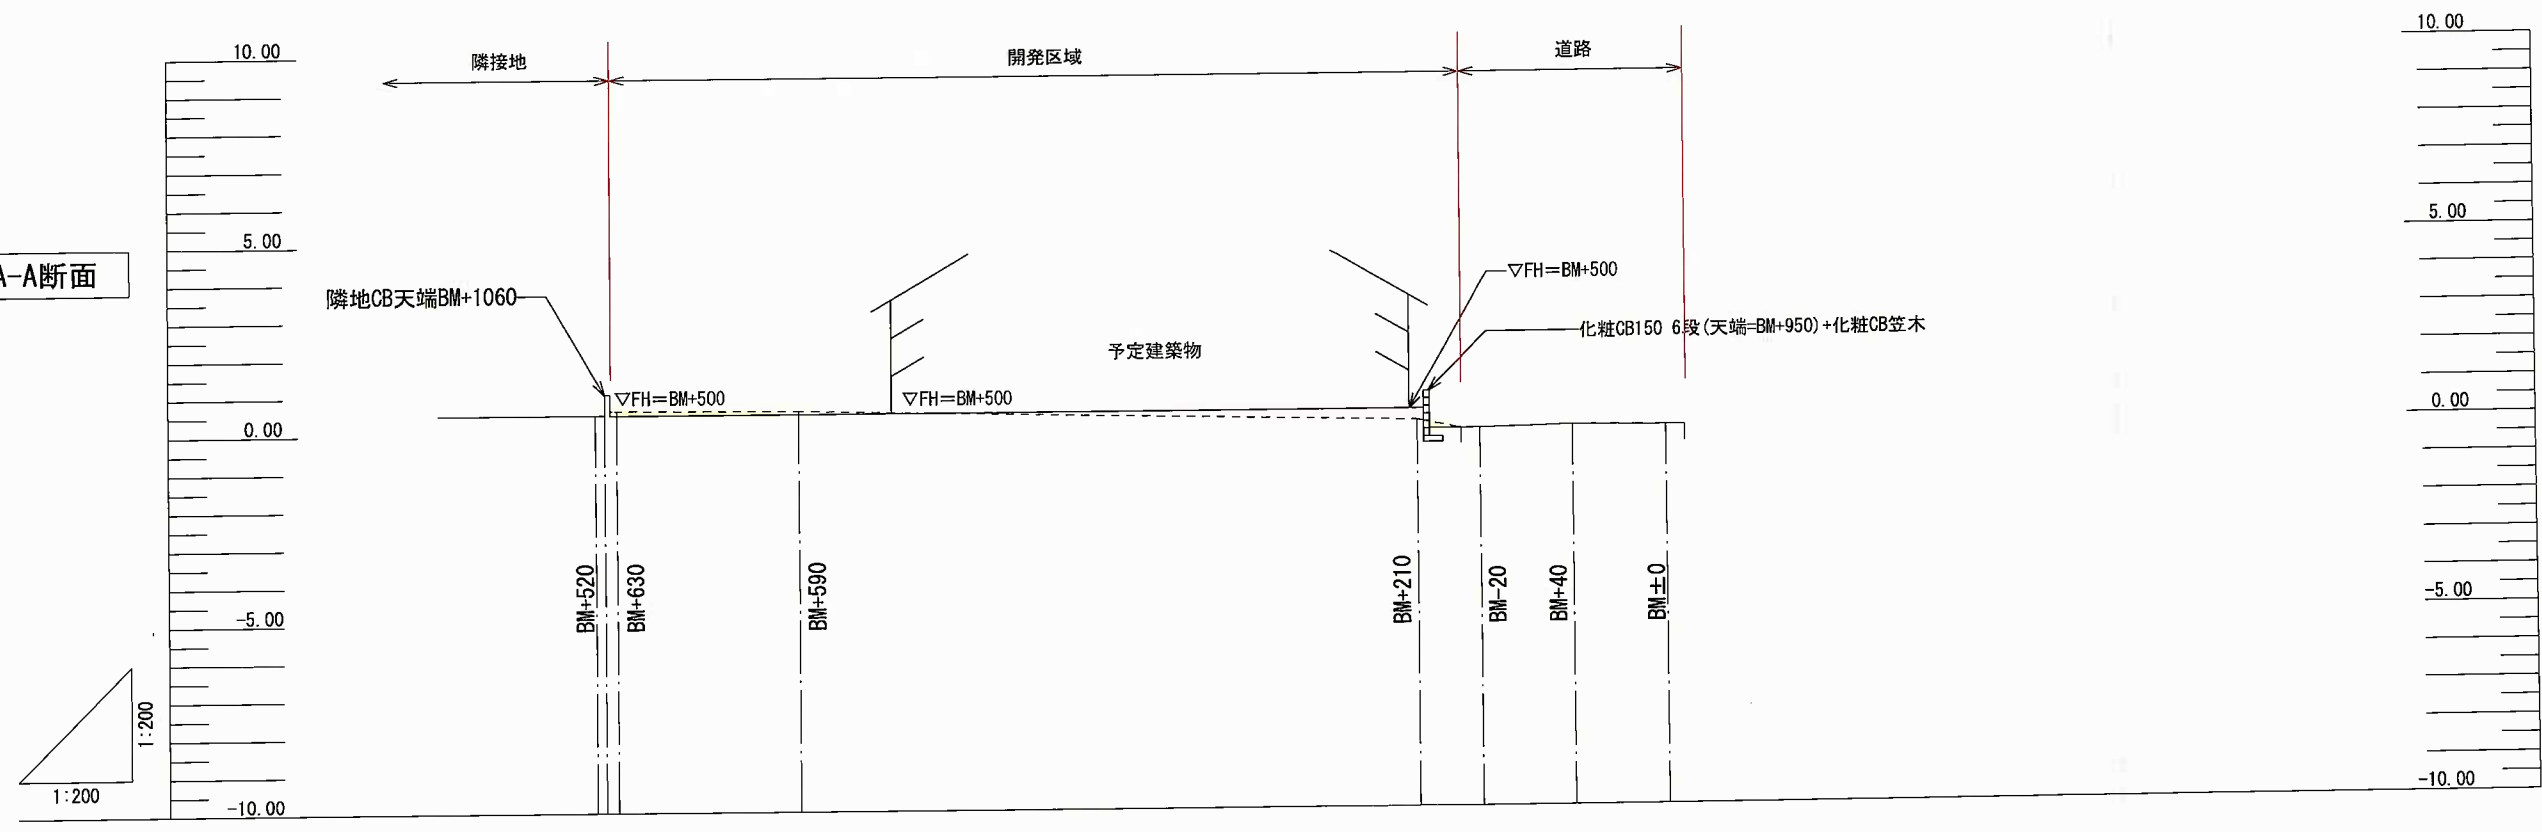 10.00
10.00
隣接地
開発区域
道路
5.00
5.00
A-A断面
隣地CB天端BM+1060
▽FH=BM+500
化粧CB150 6段(天端=BM+950)+化粧CB笠木
予定建築物
▽FH=BM+500
▽FH=BM+500
0.00
0.00
BM+520
BM+630
BM+590
BM+210
BM-20
BM+40
BM±0
-5.00
-5.00
1:200
1:200
-10.00
-10.00